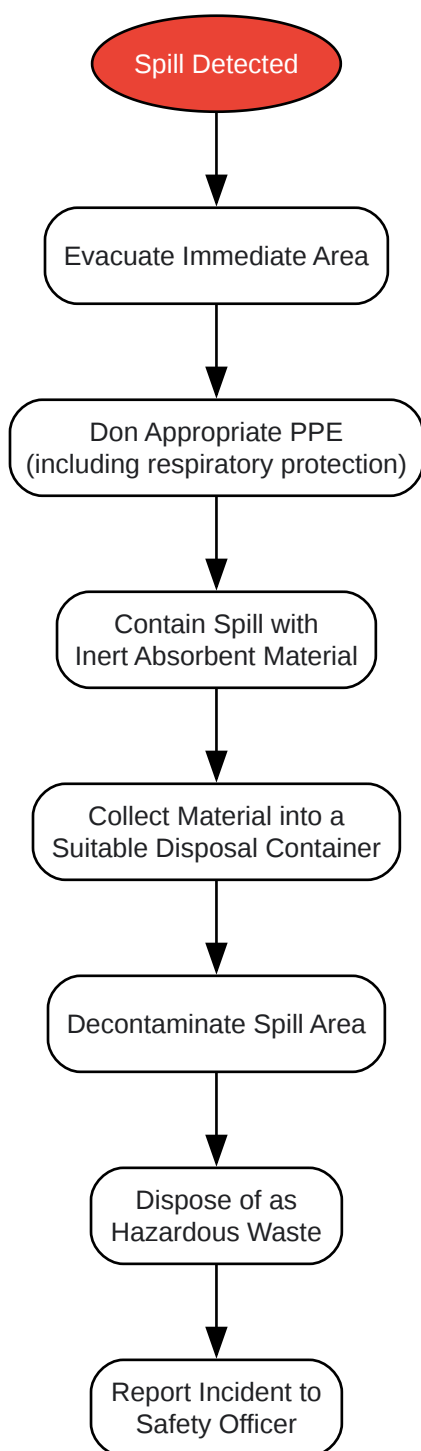 Spill Detected
Evacuate Immediate Area
Don Appropriate PPE
(including respiratory protection)
Contain Spill with
Inert Absorbent Material
Collect Material into a
Suitable Disposal Container
Decontaminate Spill Area
Dispose of as
Hazardous Waste
Report Incident to
Safety Officer